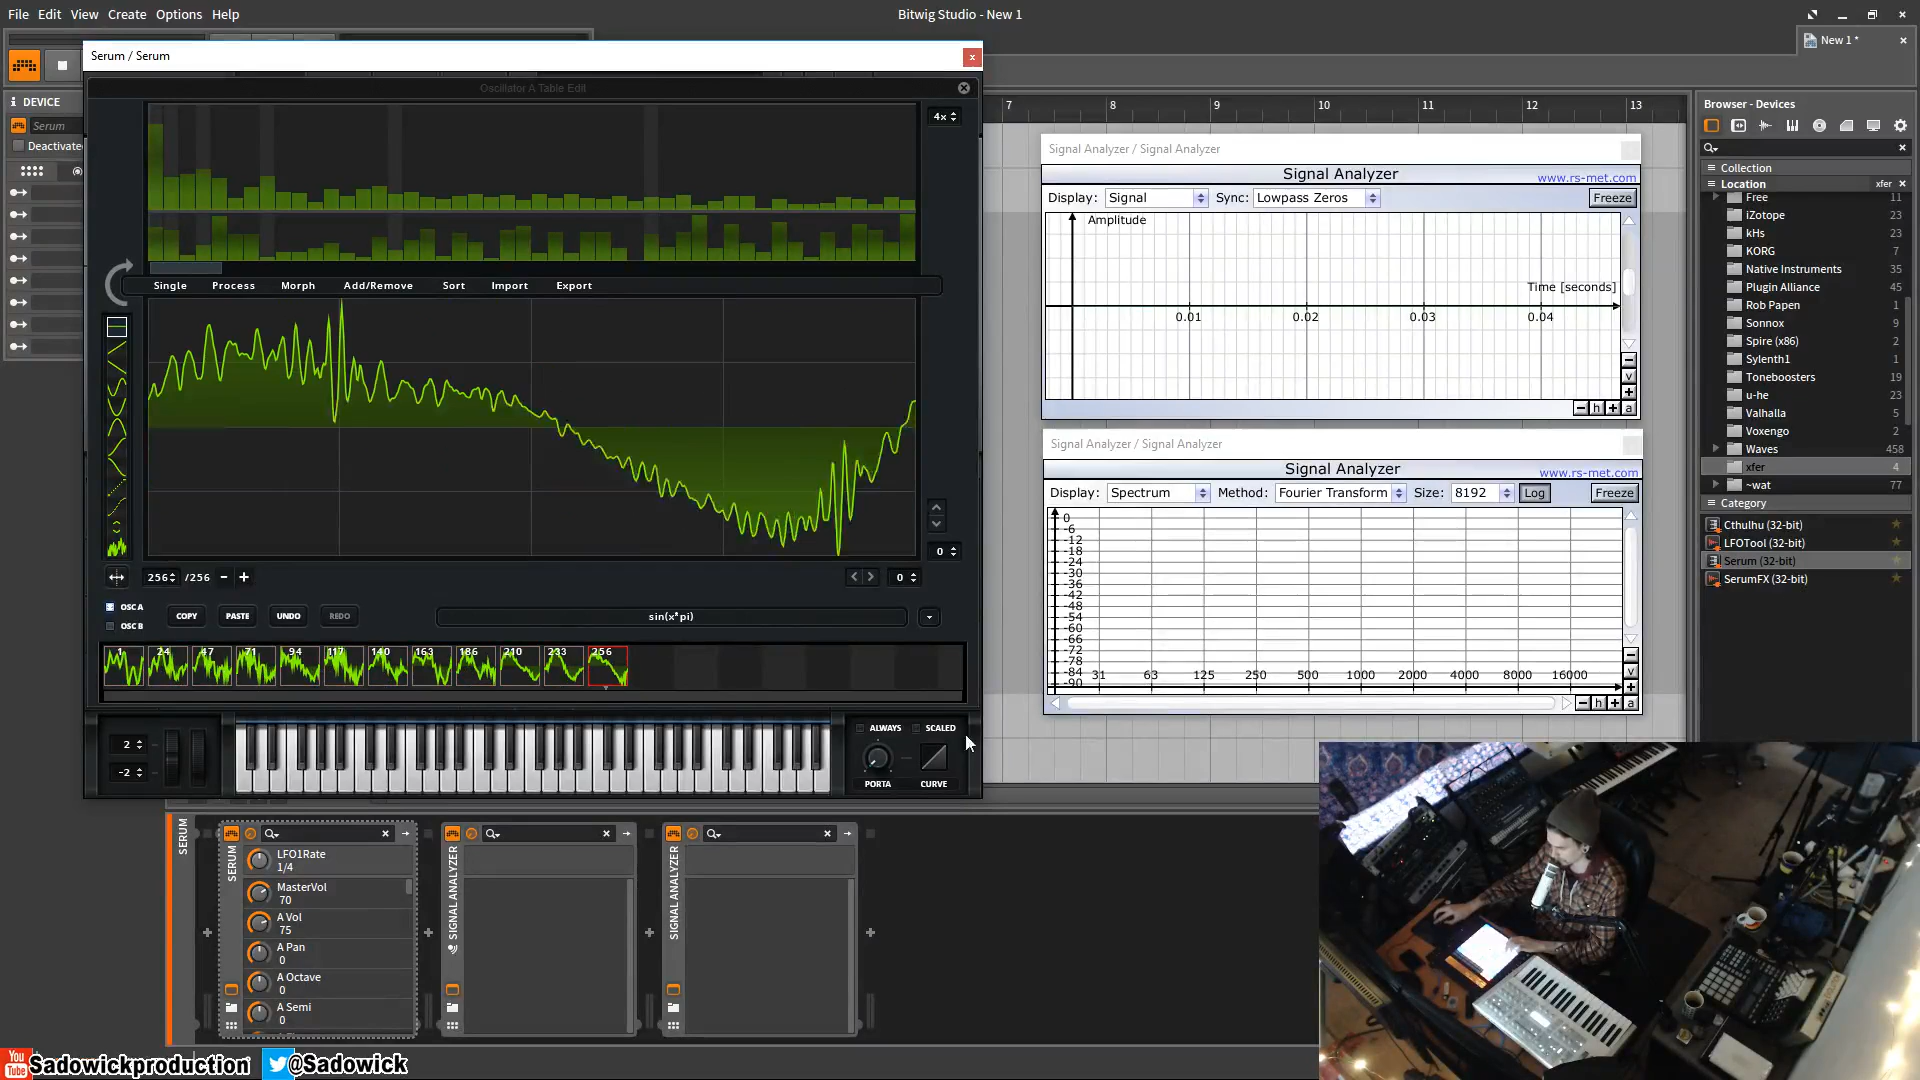 File Edit View Create Options Help
Bitwig Studio - New 1
New 1 *
Serum / Serum
DEVICE
Serum
Deactivate
Oscillator A Table Edit
4x
Single Process Morph Add/Remove Sort Import Export
0
256 /256 - +
0
OSC A
OSC B
COPY PASTE UNDO REDO
sin(x*pi)
1 24 47 71 94 117 140 163 186 210 233 256
2
-2
ALWAYS SCALED
PORTA CURVE
7 8 9 10 11 12 13
Signal Analyzer / Signal Analyzer
Signal Analyzer
www.rs-met.com
Display: Signal Sync: Lowpass Zeros Freeze
Amplitude
Time [seconds]
0.01 0.02 0.03 0.04
v
h a
Signal Analyzer / Signal Analyzer
Signal Analyzer
www.rs-met.com
Display: Spectrum Method: Fourier Transform Size: 8192 Log Freeze
0
-6
-12
-18
-24
-30
-36
-42
-48
-54
-60
-66
-72
-78
-84
-90
31 63 125 250 500 1000 2000 4000 8000 16000
v
h a
Browser - Devices
Collection
Location xfer
Free 11
iZotope 23
kHs 23
KORG 7
Native Instruments 35
Plugin Alliance 45
Rob Papen 1
Sonnox 9
Spire (x86) 2
Sylenth1 1
Toneboosters 19
u-he 23
Valhalla 5
Voxengo 2
Waves 458
xfer 4
~wat 77
Category
Cthulhu (32-bit)
LFOTool (32-bit)
Serum (32-bit)
SerumFX (32-bit)
SERUM
SERUM
LFO1Rate
1/4
MasterVol
70
A Vol
75
A Pan
0
A Octave
0
A Semi
0
SIGNAL ANALYZER
SIGNAL ANALYZER
You Tube Sadowickproduction @Sadowick